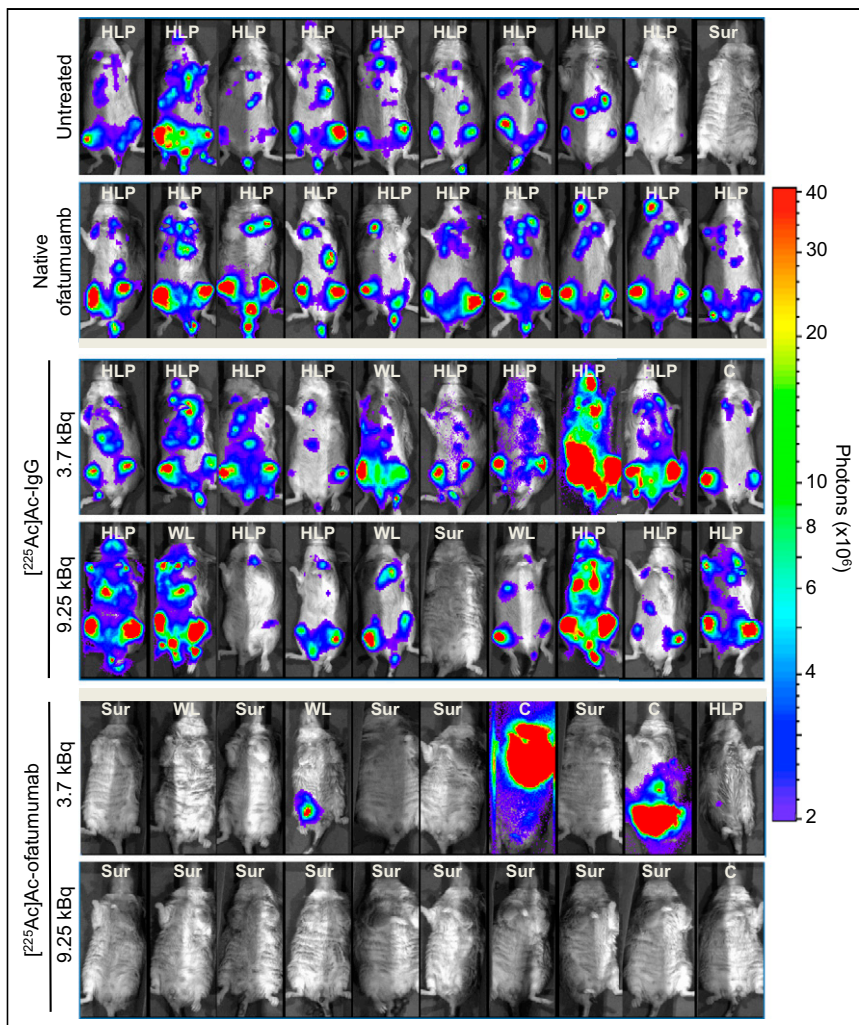 HLP HLP HLP HLP HLP HLP HLP HLP HLP Sur
Untreated
HLP HLP HLP HLP HLP HLP HLP HLP HLP HLP
Native
ofatumuamb
HLP HLP HLP HLP WL HLP HLP HLP HLP C
[²²⁵Ac]Ac-IgG
3.7 kBq
HLP WL HLP HLP WL Sur WL HLP HLP HLP
9.25 kBq
Sur WL Sur WL Sur Sur C Sur C HLP
[²²⁵Ac]Ac-ofatumumab
3.7 kBq
Sur Sur Sur Sur Sur Sur Sur Sur Sur C
9.25 kBq
40
30
20
10
8
6
4
2
Photons (x10⁶)